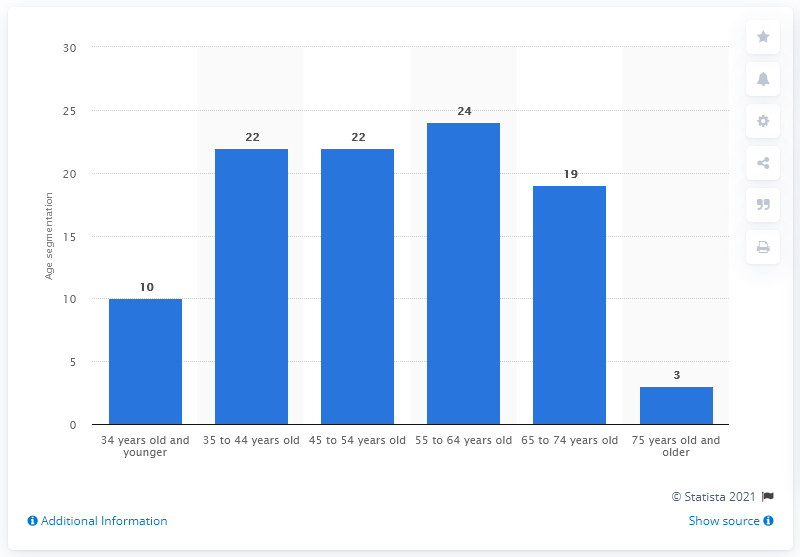 30
25
20
15
10
5
0
Age segmentation
10
22
22
24
19
3
34 years old and
younger
35 to 44 years old
45 to 54 years old
55 to 64 years old
65 to 74 years old
75 years old and
older
© Statista 2021
Additional Information
Show source